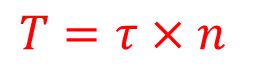 T = τ × n